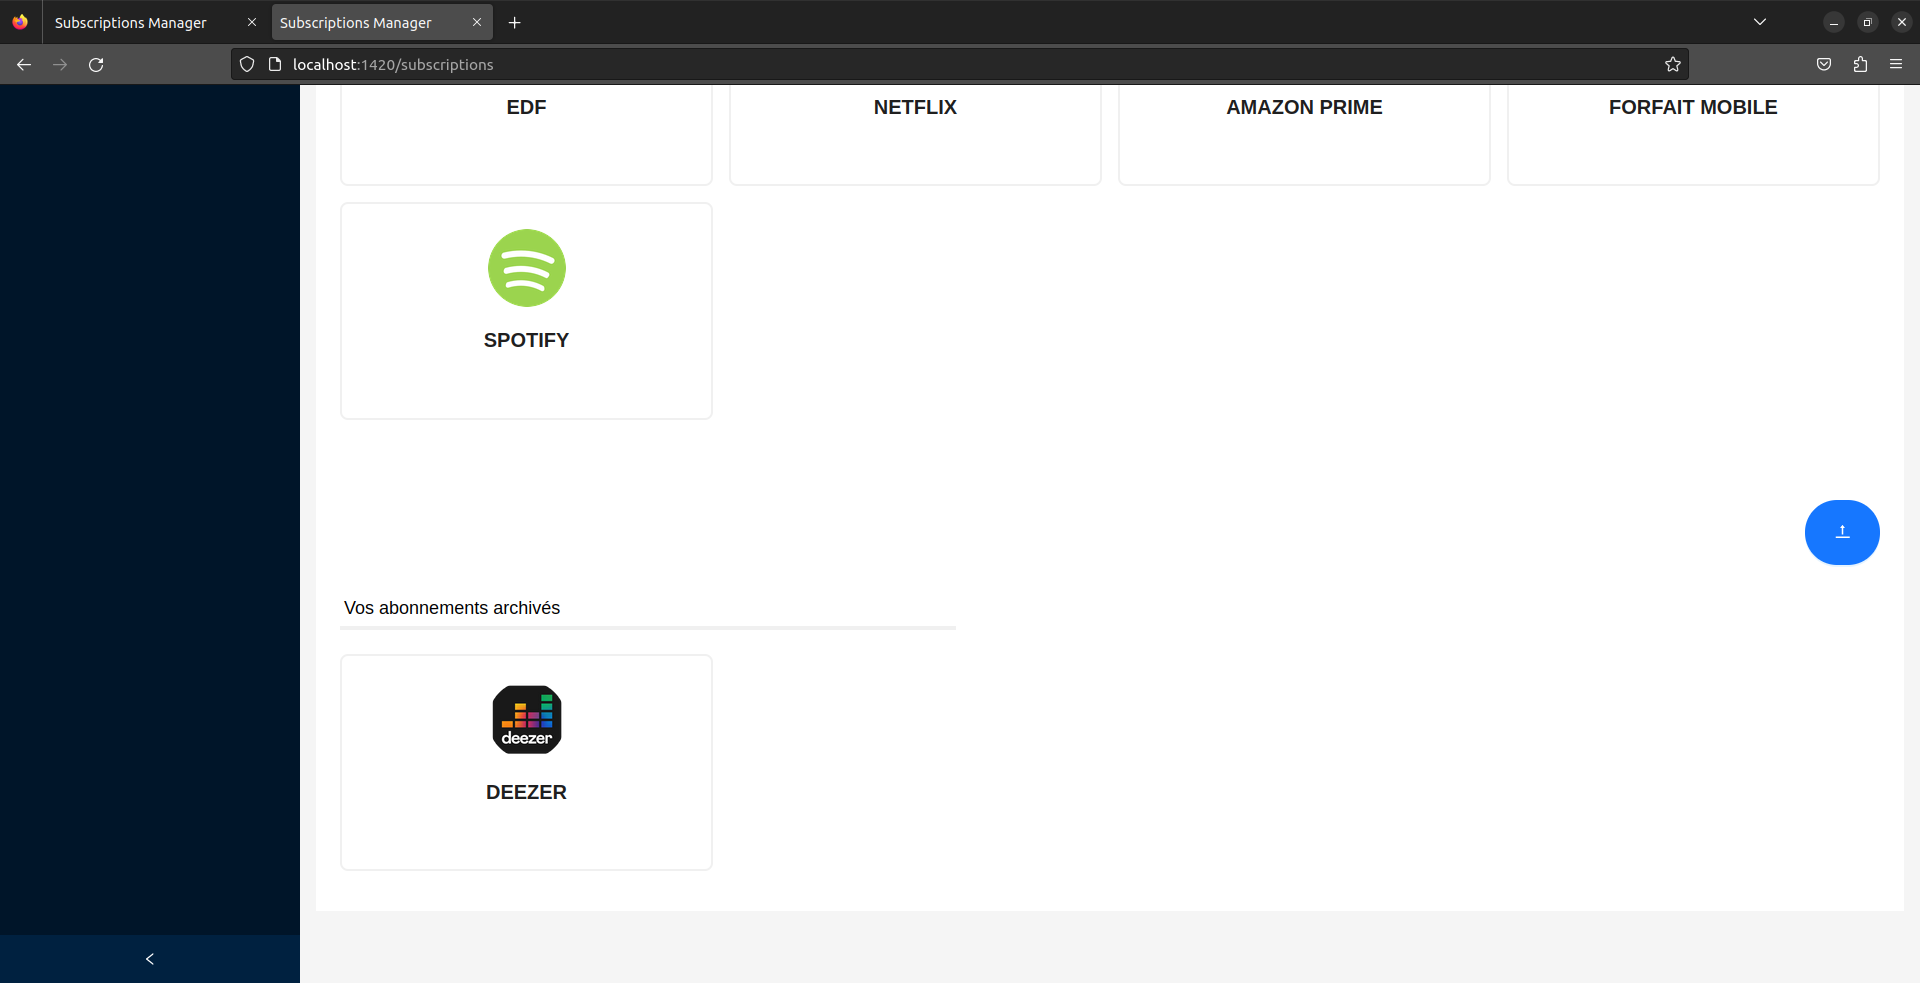 Subscriptions Manager
Subscriptions Manager
localhost:1420/subscriptions
EDF
NETFLIX
AMAZON PRIME
FORFAIT MOBILE
SPOTIFY
Vos abonnements archivés
deezer
DEEZER